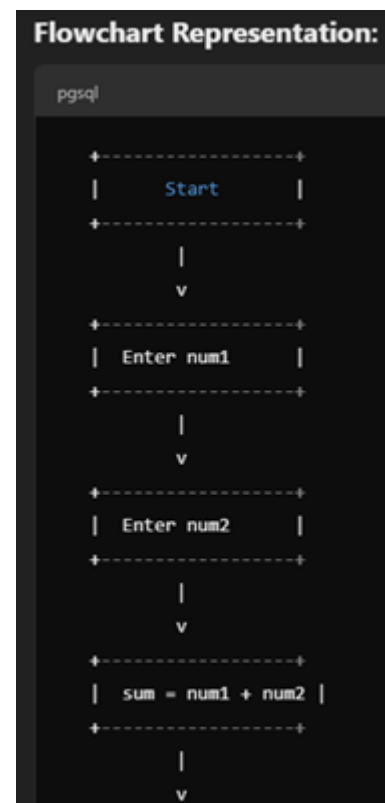 Flowchart Representation:
pgsql
+------------------+
|      Start       |
+------------------+
        |
        v
+------------------+
|  Enter num1      |
+------------------+
        |
        v
+------------------+
|  Enter num2      |
+------------------+
        |
        v
+------------------+
|  sum = num1 + num2 |
+------------------+
        |
        v